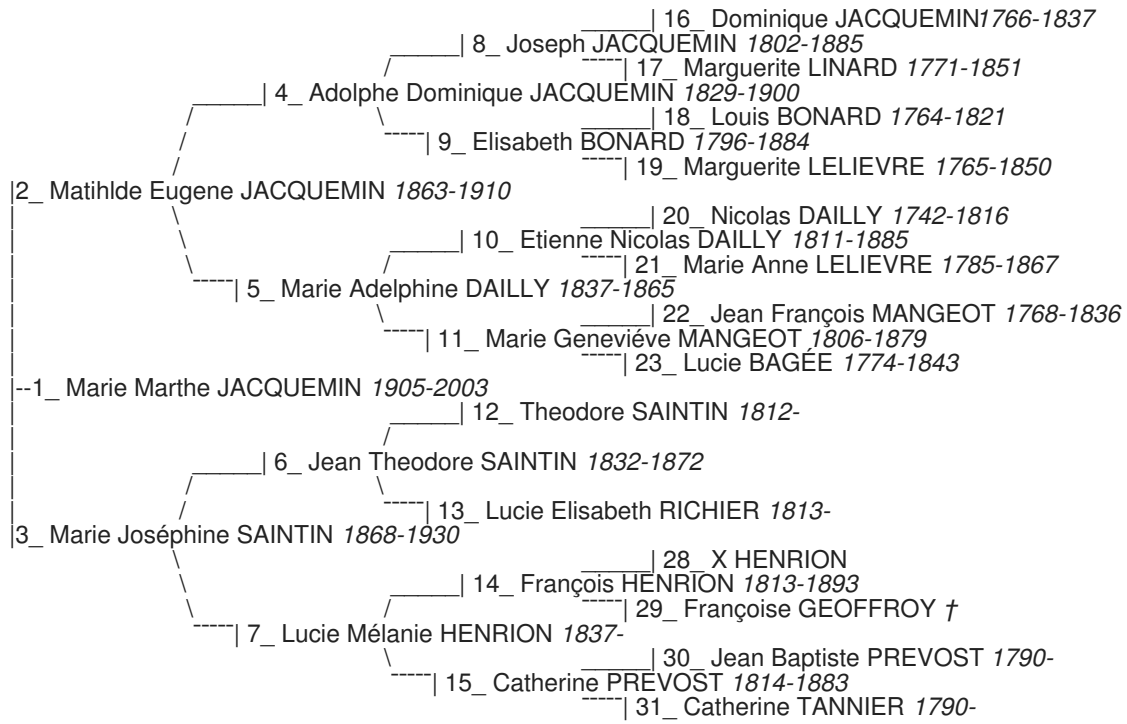 16_ Dominique JACQUEMIN 1766-1837
8_ Joseph JACQUEMIN 1802-1885
17_ Marguerite LINARD 1771-1851
4_ Adolphe Dominique JACQUEMIN 1829-1900
18_ Louis BONARD 1764-1821
9_ Elisabeth BONARD 1796-1884
19_ Marguerite LELIEVRE 1765-1850
2_ Matihlde Eugene JACQUEMIN 1863-1910
20_ Nicolas DAILLY 1742-1816
10_ Etienne Nicolas DAILLY 1811-1885
21_ Marie Anne LELIEVRE 1785-1867
5_ Marie Adelphine DAILLY 1837-1865
22_ Jean François MANGEOT 1768-1836
11_ Marie Geneviéve MANGEOT 1806-1879
23_ Lucie BAGÉE 1774-1843
--1_ Marie Marthe JACQUEMIN 1905-2003
12_ Theodore SAINTIN 1812-
6_ Jean Theodore SAINTIN 1832-1872
13_ Lucie Elisabeth RICHIER 1813-
3_ Marie Joséphine SAINTIN 1868-1930
28_ X HENRION
14_ François HENRION 1813-1893
29_ Françoise GEOFFROY †
7_ Lucie Mélanie HENRION 1837-
30_ Jean Baptiste PREVOST 1790-
15_ Catherine PREVOST 1814-1883
31_ Catherine TANNIER 1790-